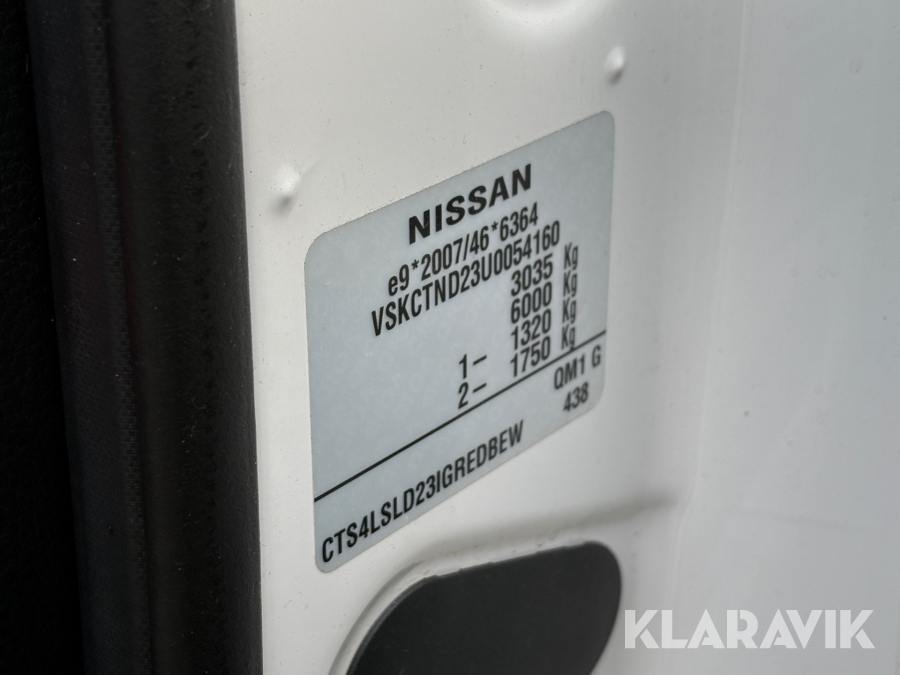 NISSAN
e9*2007/46*6364
VSKCTND23U0054160
3035 Kg
6000 Kg
1- 1320 Kg
2- 1750 Kg
QM1 G
438
CTS4LSLD23IGREDBEW
KLARAVIK